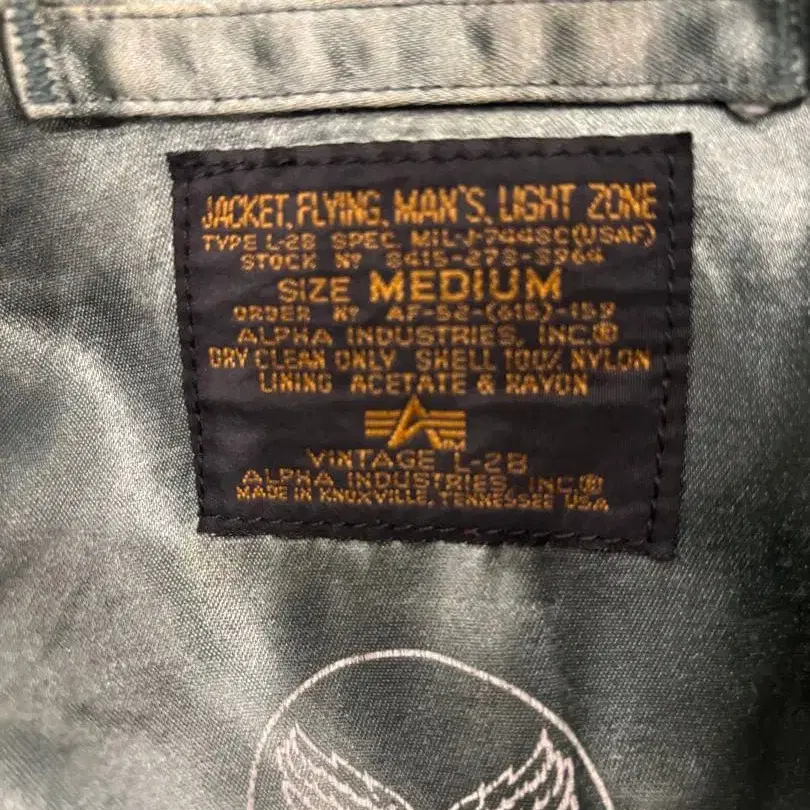 JACKET, FLYING, MAN'S, LIGHT ZONE
TYPE L-2B SPEC MIL-J-7448C(USAF)
STOCK Nº 8415-273-3964
SIZE MEDIUM
ORDER Nº AF-52-(615)-159
ALPHA INDUSTRIES, INC.®
DRY CLEAN ONLY SHELL 100% NYLON
LINING ACETATE & RAYON
VINTAGE L-2B
ALPHA INDUSTRIES, INC.®
MADE IN KNOXVILLE, TENNESSEE USA